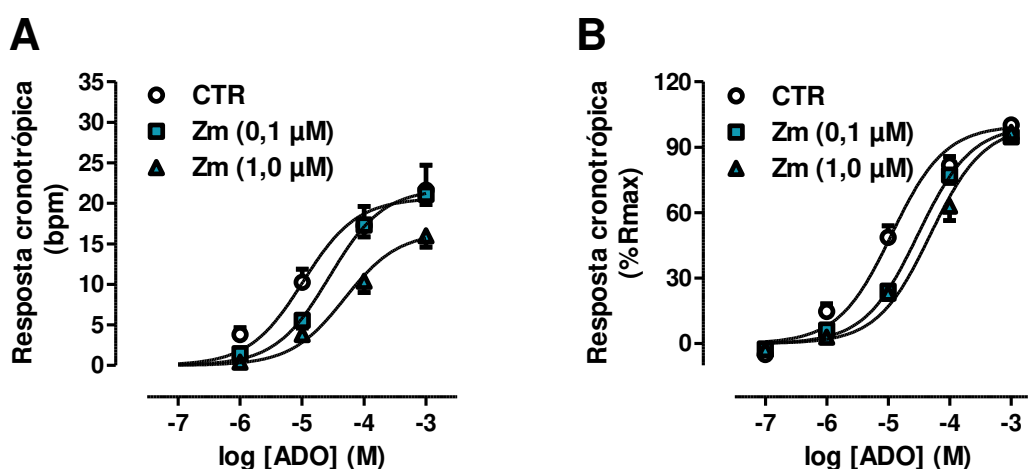 A
Resposta cronotrópica
(bpm)
35
30
25
20
15
10
5
0
CTR
Zm (0,1 µM)
Zm (1,0 µM)
-7 -6 -5 -4 -3
log [ADO] (M)
B
Resposta cronotrópica
(%Rmax)
120
90
60
30
0
CTR
Zm (0,1 µM)
Zm (1,0 µM)
-7 -6 -5 -4 -3
log [ADO] (M)